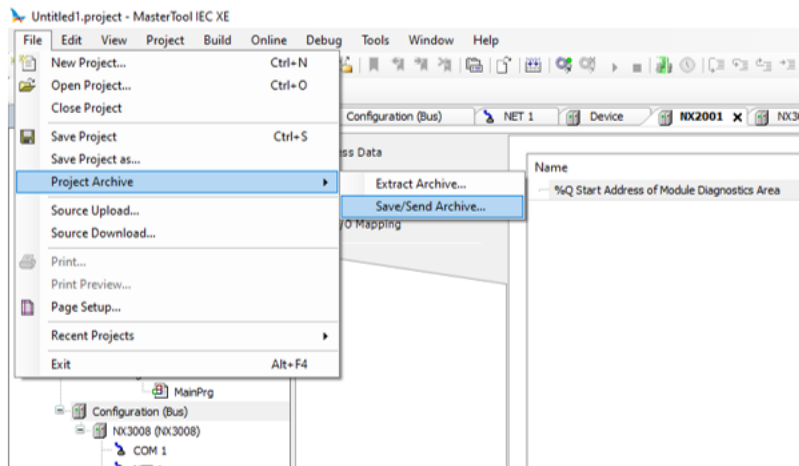 Untitled1.project - MasterTool IEC XE
File Edit View Project Build Online Debug Tools Window Help
New Project... Ctrl+N
Open Project... Ctrl+O
Close Project
Save Project Ctrl+S
Save Project as...
Project Archive
Source Upload...
Source Download...
Print...
Print Preview...
Page Setup...
Recent Projects
Exit Alt+F4
Extract Archive...
Save/Send Archive...
Configuration (Bus) NET 1 Device NX2001 NX30
ss Data
/O Mapping
Name
%Q Start Address of Module Diagnostics Area
MainPrg
Configuration (Bus)
NX3008 (NX3008)
COM 1